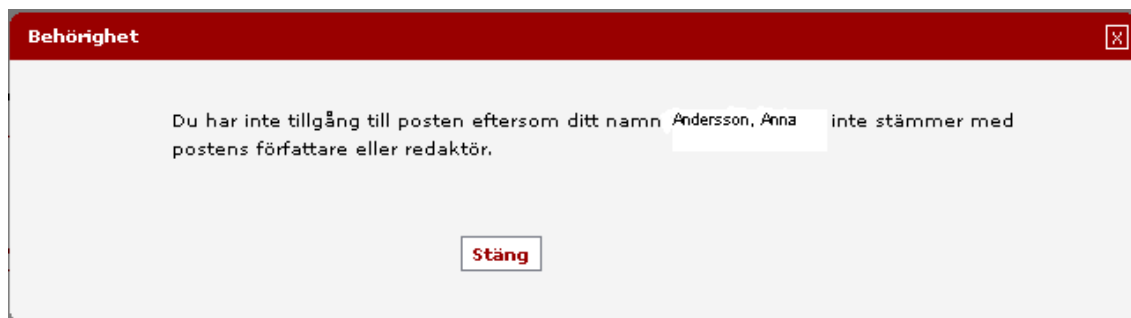 Behörighet
X
Du har inte tillgång till posten eftersom ditt namn Andersson, Anna inte stämmer med
postens författare eller redaktör.
Stäng